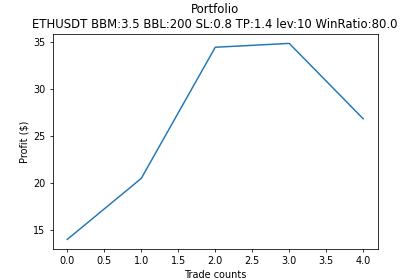 Portfolio
ETHUSDT BBM:3.5 BBL:200 SL:0.8 TP:1.4 lev:10 WinRatio:80.0
35
30
25
20
15
Profit ($)
0.0 0.5 1.0 1.5 2.0 2.5 3.0 3.5 4.0
Trade counts